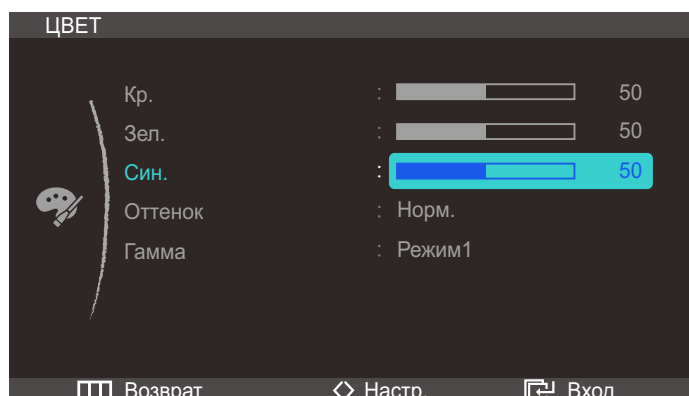 ЦВЕТ
Кр. : 50
Зел. : 50
Син. : 50
Оттенок : Норм.
Гамма : Режим1
Возврат Настр. Вход